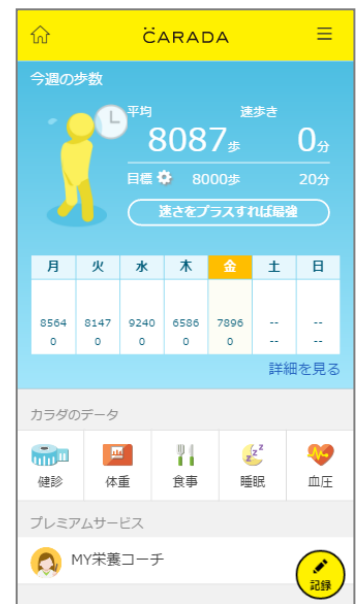 CARADA
今週の歩数
平均 速歩き
8087歩 0分
目標 8000歩 20分
速さをプラスすれば最強
月 火 水 木 金 土 日
8564 8147 9240 6586 7896 -- --
0 0 0 0 0 -- --
詳細を見る
カラダのデータ
健診 体重 食事 睡眠 血圧
プレミアムサービス
MY栄養コーチ
記録